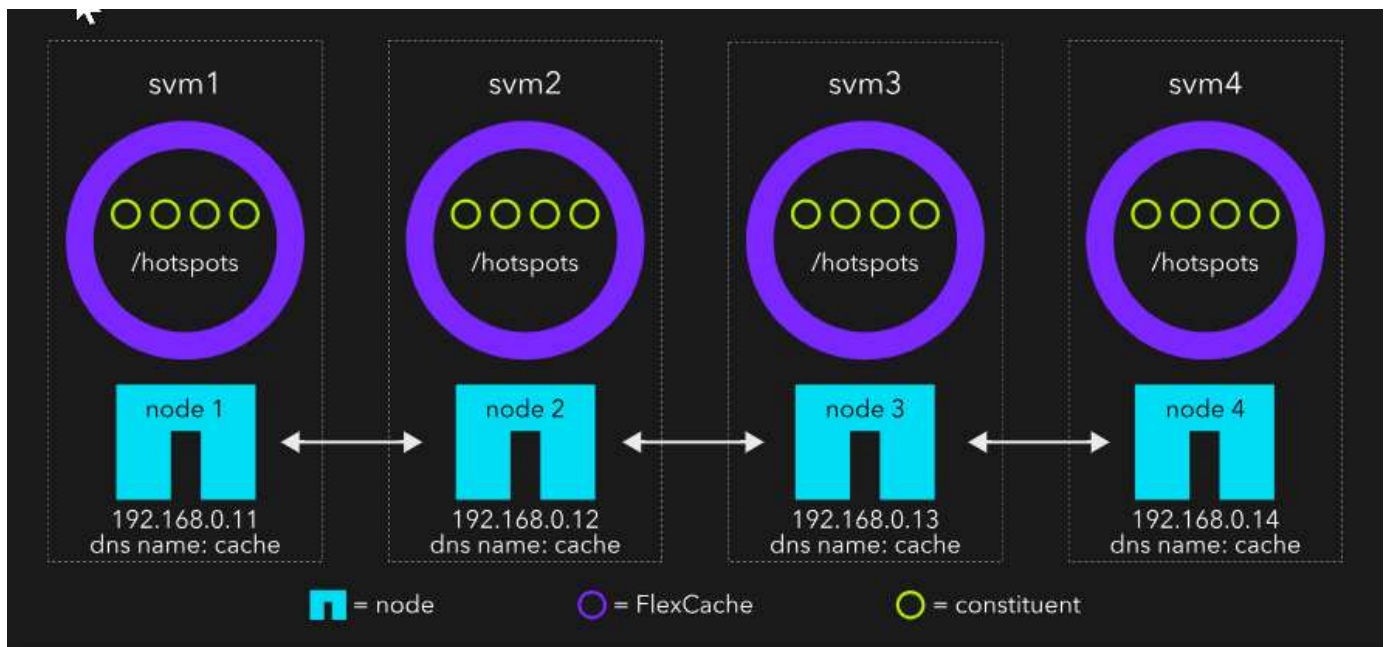 svm1 svm2 svm3 svm4
/hotspots /hotspots /hotspots /hotspots
node 1 node 2 node 3 node 4
192.168.0.11 192.168.0.12 192.168.0.13 192.168.0.14
dns name: cache dns name: cache dns name: cache dns name: cache
= node = FlexCache = constituent